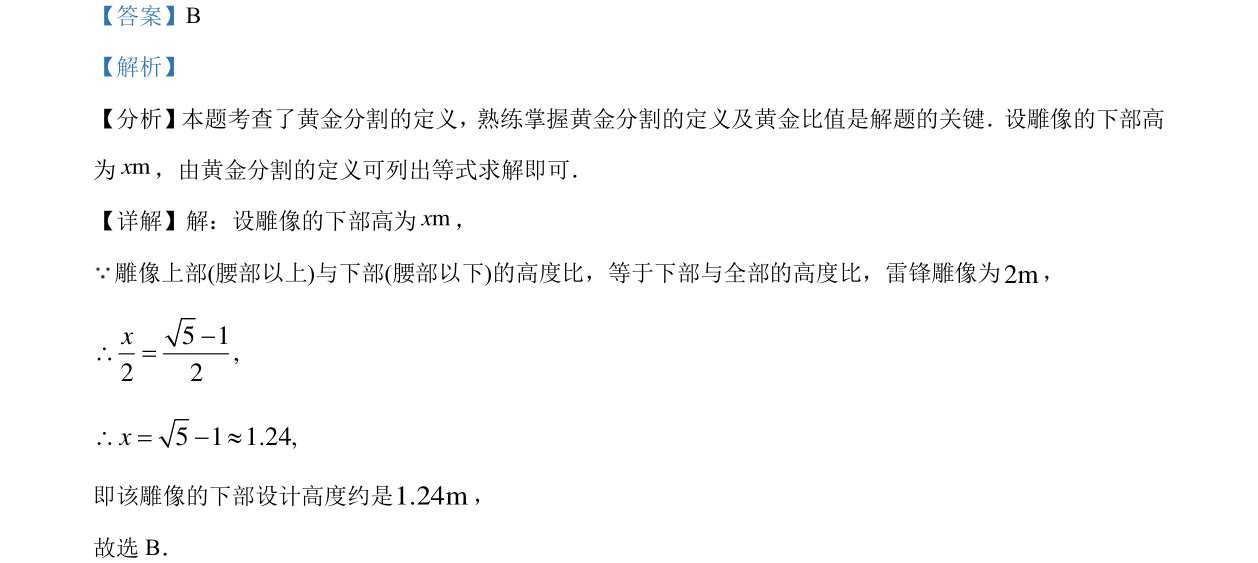 【答案】B
【解析】
【分析】本题考查了黄金分割的定义，熟练掌握黄金分割的定义及黄金比值是解题的关键．设雕像的下部高
为 xm，由黄金分割的定义可列出等式求解即可．
【详解】解：设雕像的下部高为 xm，
∵雕像上部(腰部以上)与下部(腰部以下)的高度比，等于下部与全部的高度比，雷锋雕像为2m，
∴x/2=(√5−1)/2,
∴x=√5−1≈1.24,
即该雕像的下部设计高度约是1.24m，
故选 B．